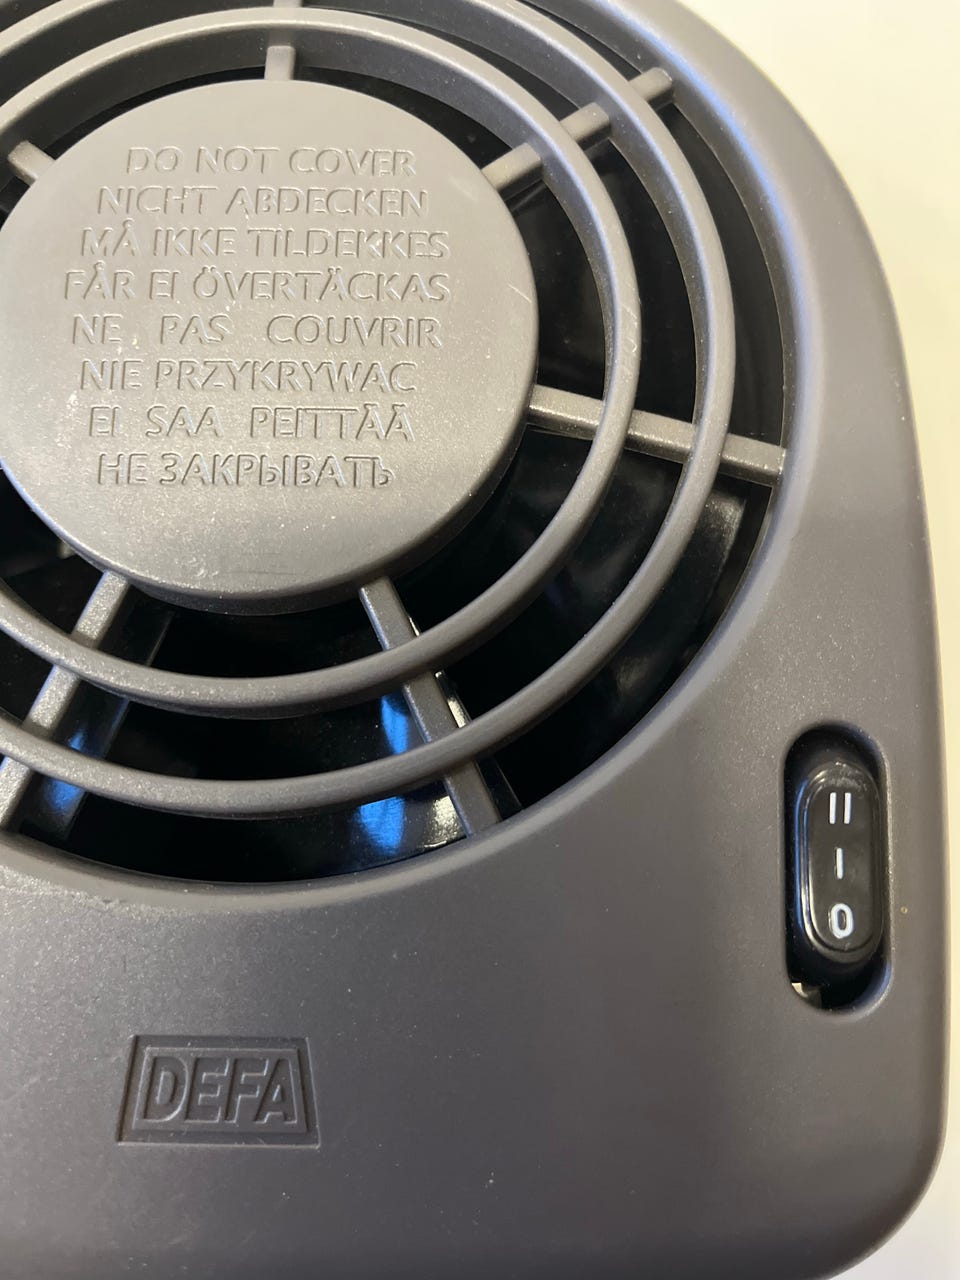 DO NOT COVER
NICHT ABDECKEN
MÅ IKKE TILDEKKES
FÅR EJ ÖVERTÄCKAS
NE PAS COUVRIR
NIE PRZYKRYWAC
EI SAA PEITTÄÄ
НЕ ЗАКРЫВАТЬ
II
I
0
DEFA